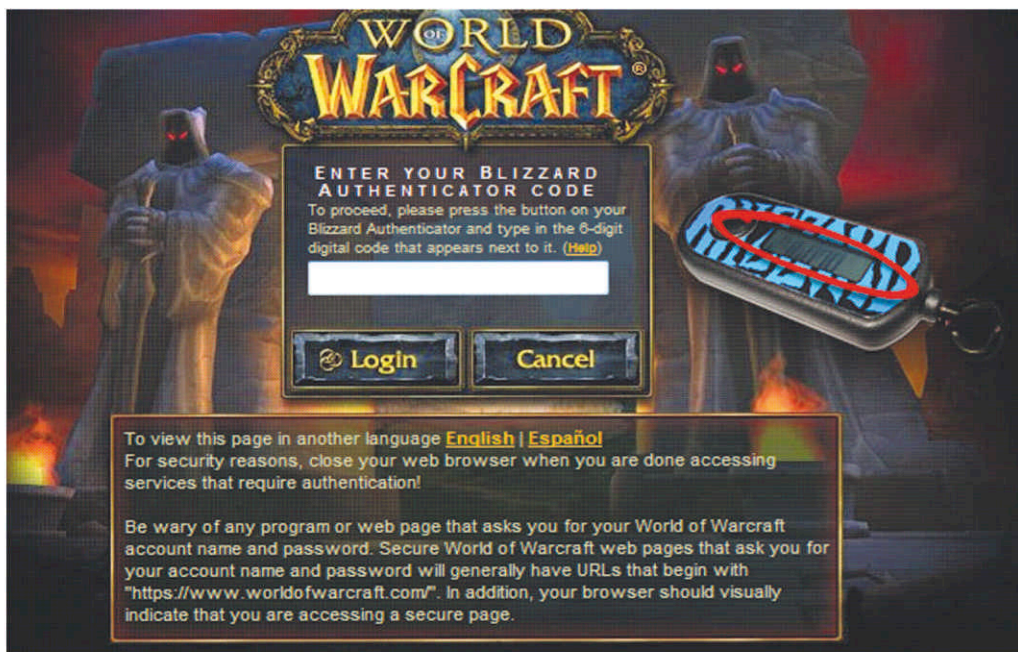 WORLD
OF
WARCRAFT®
ENTER YOUR BLIZZARD
AUTHENTICATOR CODE
To proceed, please press the button on your
Blizzard Authenticator and type in the 6-digit
digital code that appears next to it. (Help)
BLIZZARD
Login
Cancel
To view this page in another language English | Español
For security reasons, close your web browser when you are done accessing
services that require authentication!
Be wary of any program or web page that asks you for your World of Warcraft
account name and password. Secure World of Warcraft web pages that ask you for
your account name and password will generally have URLs that begin with
"https://www.worldofwarcraft.com/". In addition, your browser should visually
indicate that you are accessing a secure page.